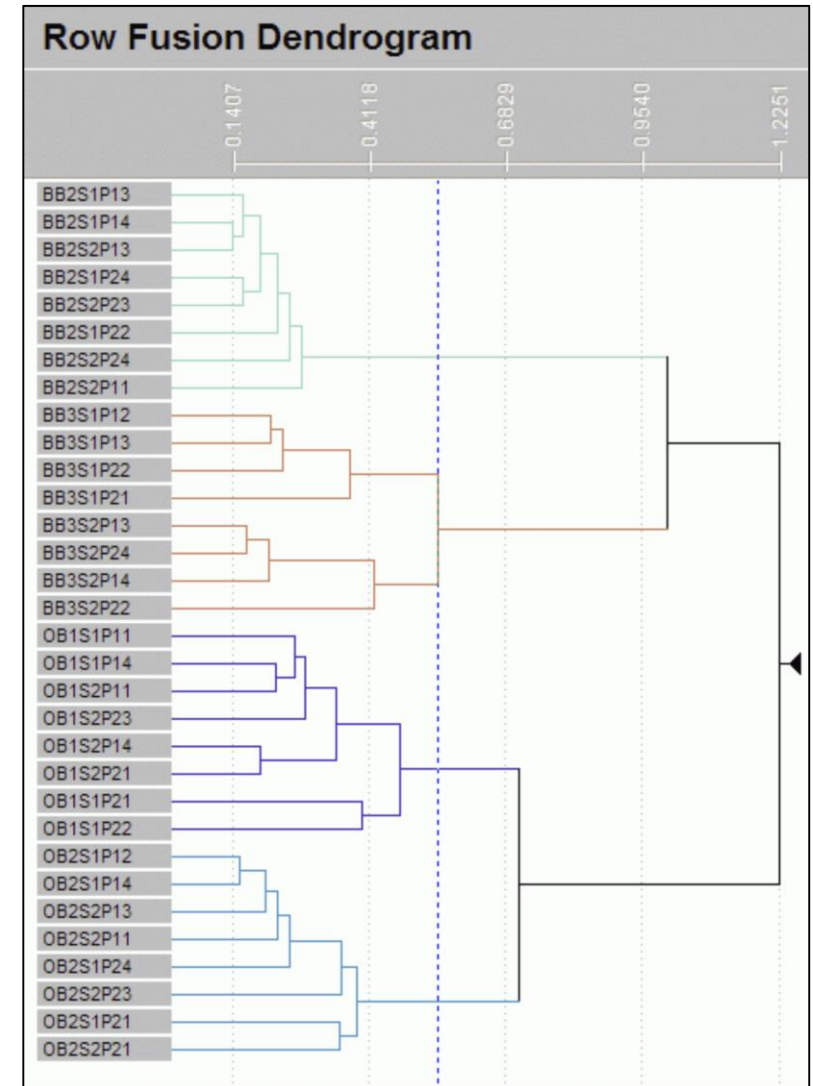 Row Fusion Dendrogram
0.1407 0.4118 0.6829 0.9540 1.2251
BB2S1P13
BB2S1P14
BB2S2P13
BB2S1P24
BB2S2P23
BB2S1P22
BB2S2P24
BB2S2P11
BB3S1P12
BB3S1P13
BB3S1P22
BB3S1P21
BB3S2P13
BB3S2P24
BB3S2P14
BB3S2P22
OB1S1P11
OB1S1P14
OB1S2P11
OB1S2P23
OB1S2P14
OB1S2P21
OB1S1P21
OB1S1P22
OB2S1P12
OB2S1P14
OB2S2P13
OB2S2P11
OB2S1P24
OB2S2P23
OB2S1P21
OB2S2P21